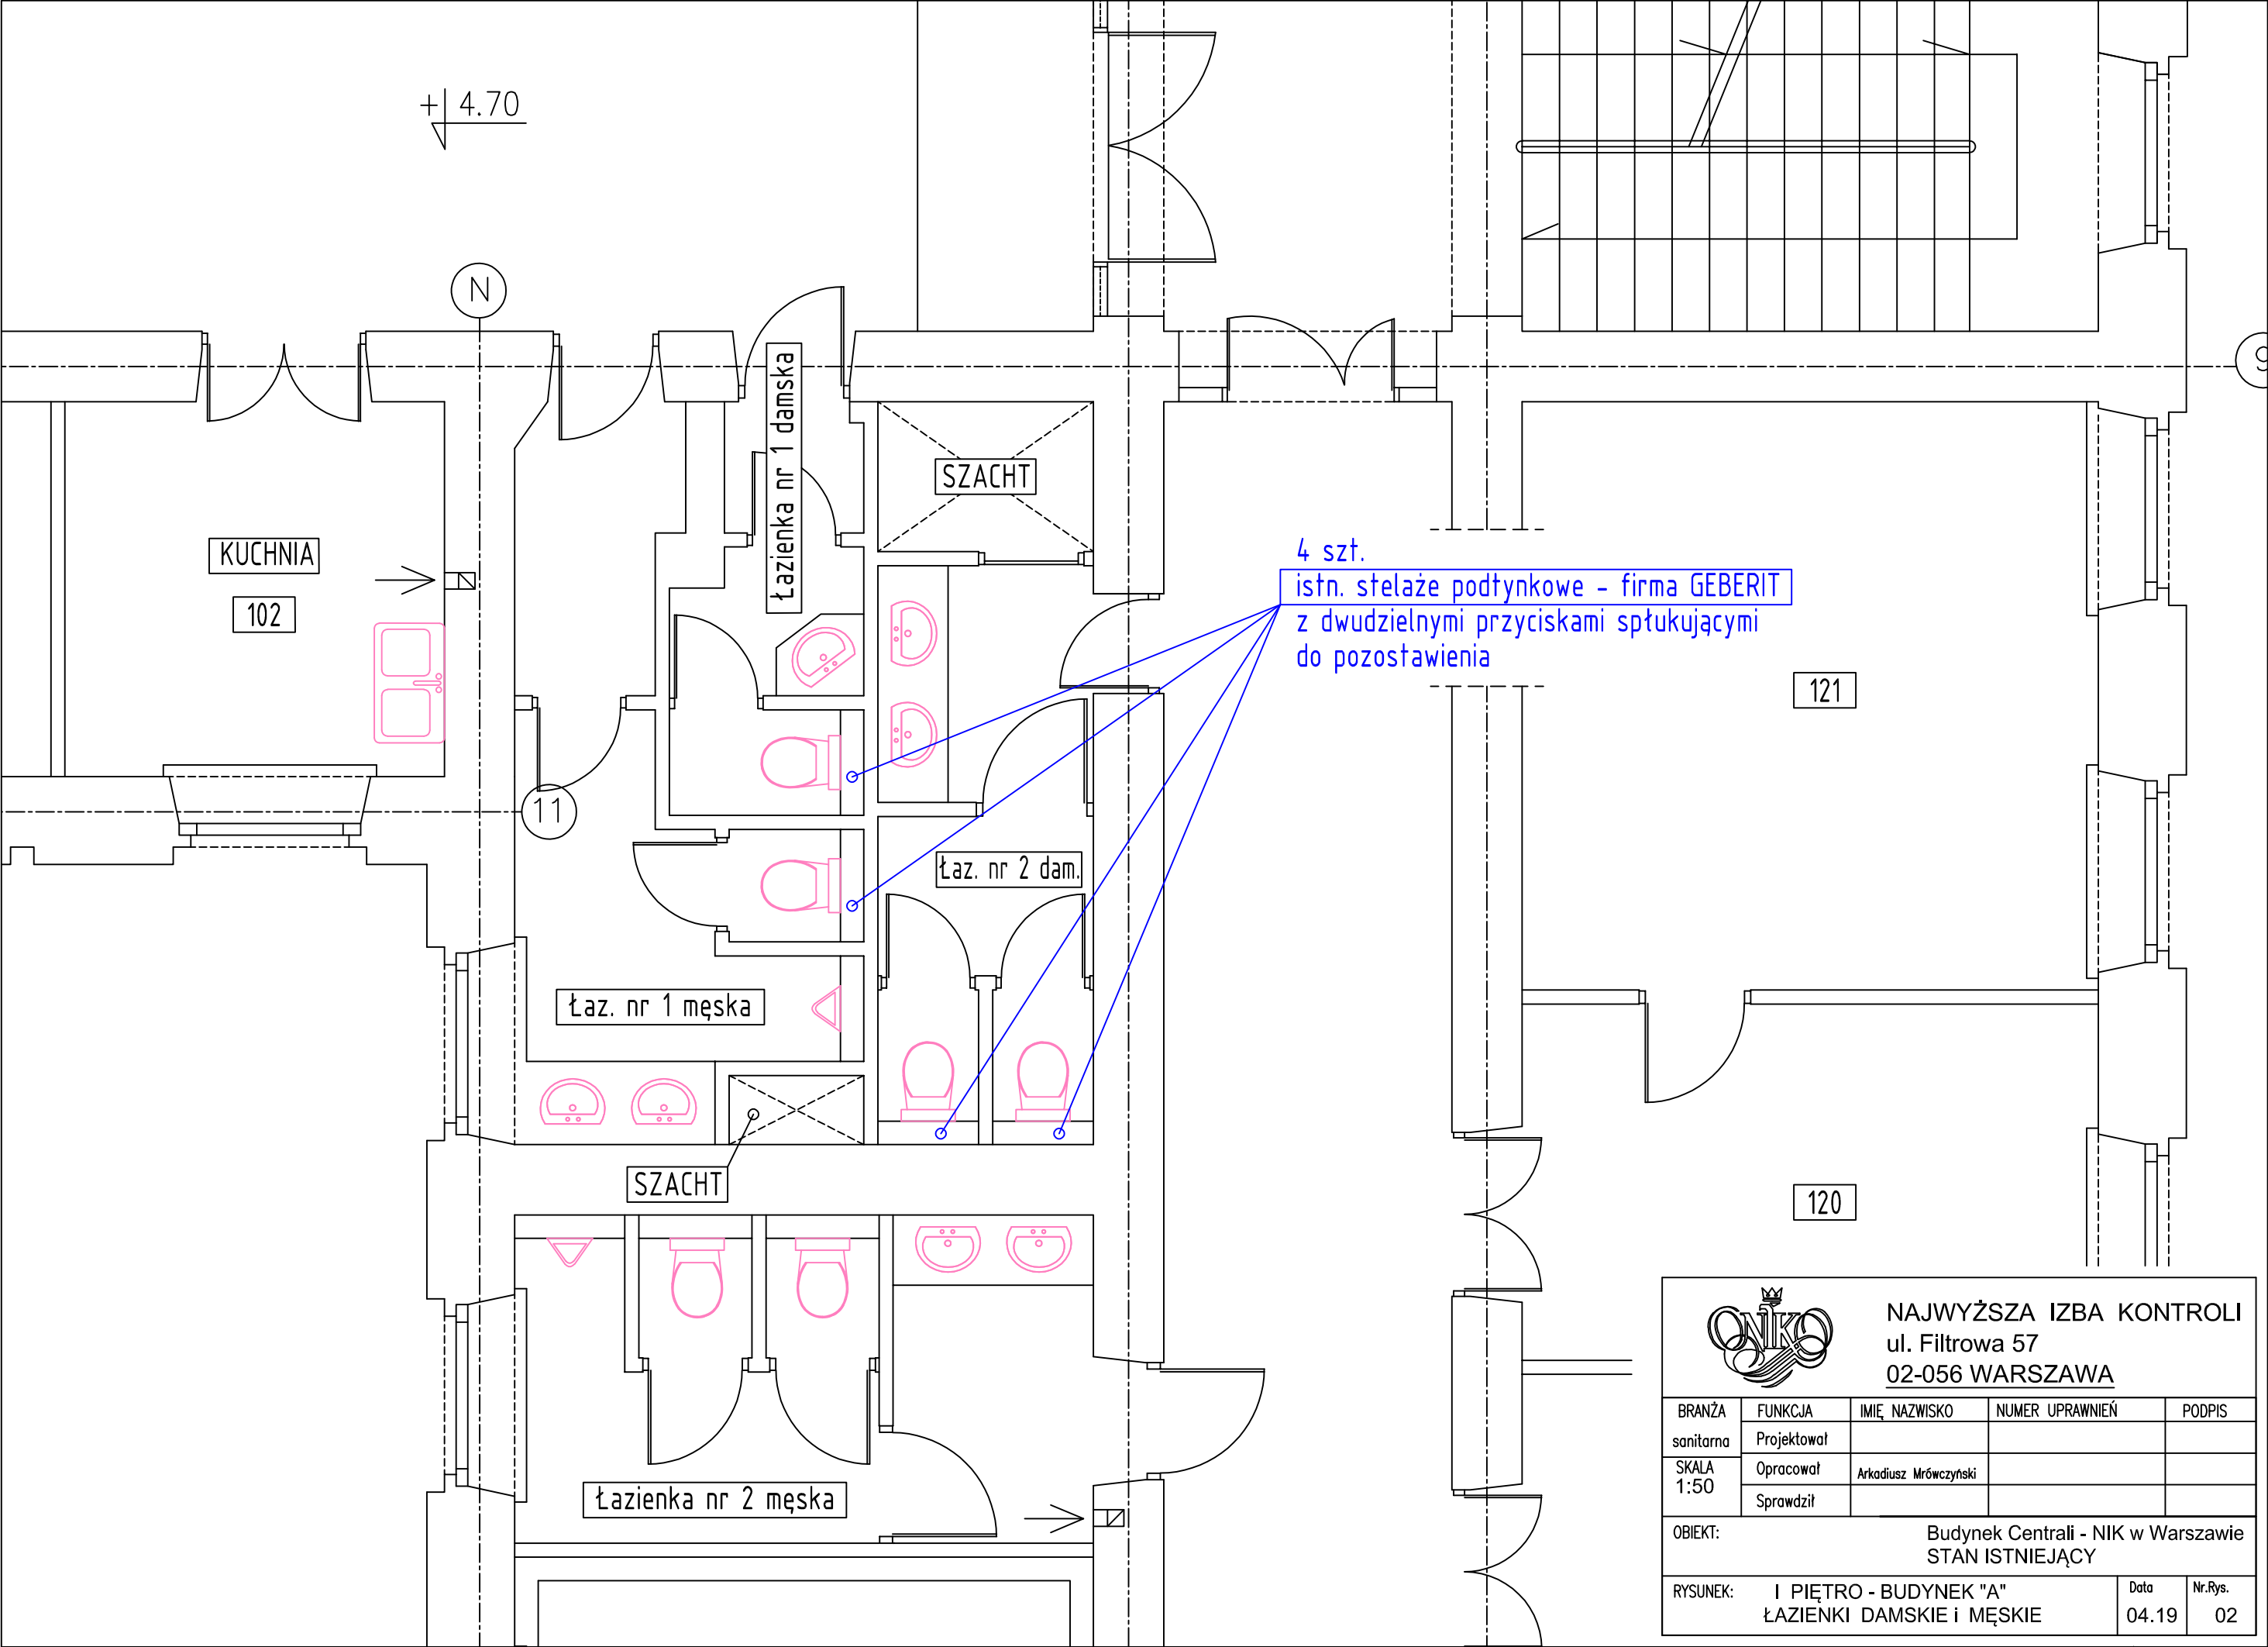 + 4.70
N
9
Łazienka nr 1 damska
SZACHT
KUCHNIA
102
4 szt.
istn. stelaże podtynkowe - firma GEBERIT
z dwudzielnymi przyciskami spłukującymi
do pozostawienia
121
11
Łaz. nr 2 dam.
Łaz. nr 1 męska
SZACHT
120
Łazienka nr 2 męska
NIK
NAJWYŻSZA IZBA KONTROLI
ul. Filtrowa 57
02-056 WARSZAWA
BRANŻA FUNKCJA IMIĘ NAZWISKO NUMER UPRAWNIEŃ PODPIS
sanitarna Projektował
SKALA Opracował Arkadiusz Mrówczyński
1:50
Sprawdził
OBIEKT: Budynek Centrali - NIK w Warszawie
STAN ISTNIEJĄCY
RYSUNEK: I PIĘTRO - BUDYNEK "A" Data Nr.Rys.
ŁAZIENKI DAMSKIE i MĘSKIE 04.19 02